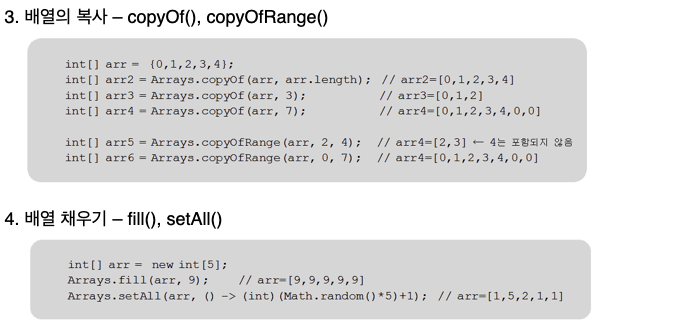 3. 배열의 복사 – copyOf(), copyOfRange()
int[] arr = {0,1,2,3,4};
int[] arr2 = Arrays.copyOf(arr, arr.length); // arr2=[0,1,2,3,4]
int[] arr3 = Arrays.copyOf(arr, 3); // arr3=[0,1,2]
int[] arr4 = Arrays.copyOf(arr, 7); // arr4=[0,1,2,3,4,0,0]
int[] arr5 = Arrays.copyOfRange(arr, 2, 4); // arr4=[2,3] ← 4는 포함되지 않음
int[] arr6 = Arrays.copyOfRange(arr, 0, 7); // arr4=[0,1,2,3,4,0,0]
4. 배열 채우기 – fill(), setAll()
int[] arr = new int[5];
Arrays.fill(arr, 9); // arr=[9,9,9,9,9]
Arrays.setAll(arr, () -> (int)(Math.random()*5)+1); // arr=[1,5,2,1,1]